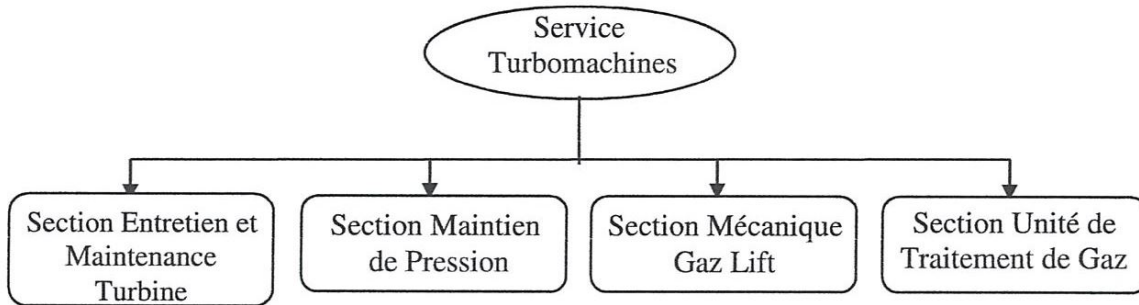 Service
Turbomachines
Section Entretien et
Maintenance
Turbine
Section Maintien
de Pression
Section Mécanique
Gaz Lift
Section Unité de
Traitement de Gaz